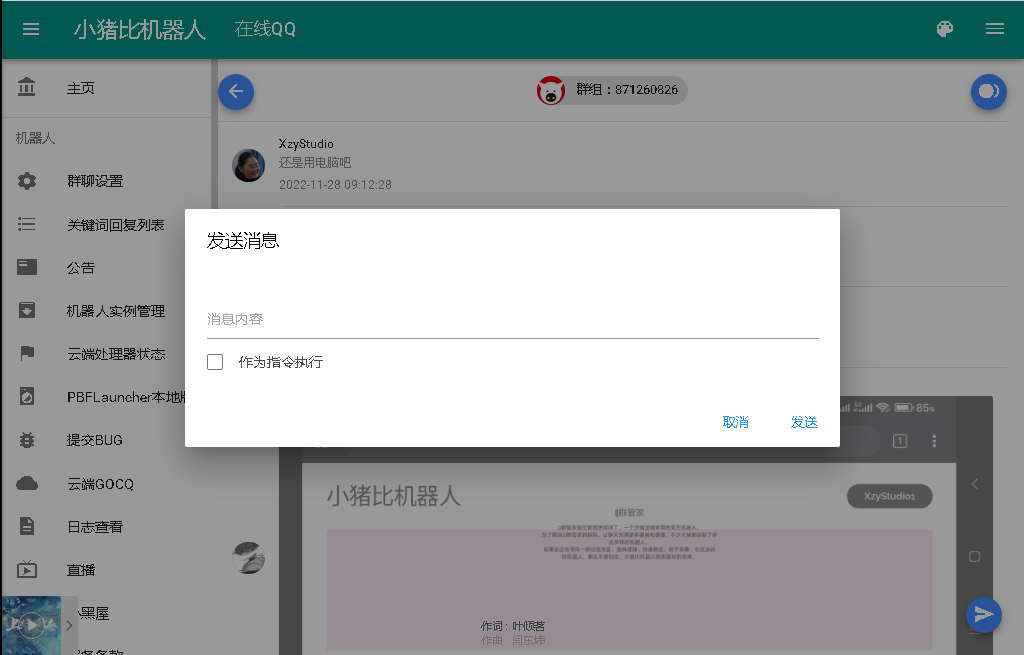 小猪比机器人
在线QQ
主页
机器人
群聊设置
关键词回复列表
公告
机器人实例管理
云端处理器状态
PBFLauncher本地
提交BUG
云端GOCQ
日志查看
直播
小黑屋
群组：871260826
XzyStudio
还是用电脑吧
2022-11-28 09:12:28
发送消息
消息内容
作为指令执行
取消
发送
85%
1
小猪比机器人
XzyStudio1
群管家
作词 : 叶倾茗
作曲 : 闫东炜